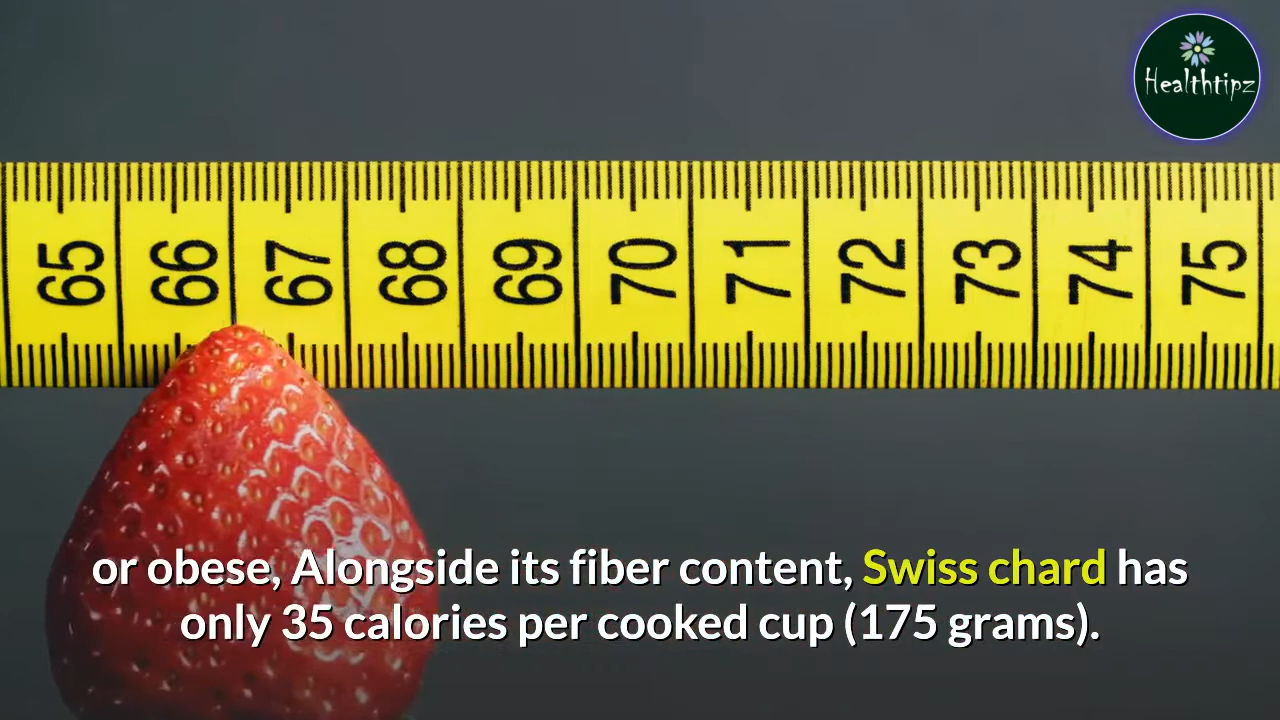 Healthtipz
65 66 67 68 69 70 71 72 73 74 75
or obese, Alongside its fiber content, Swiss chard has
only 35 calories per cooked cup (175 grams).